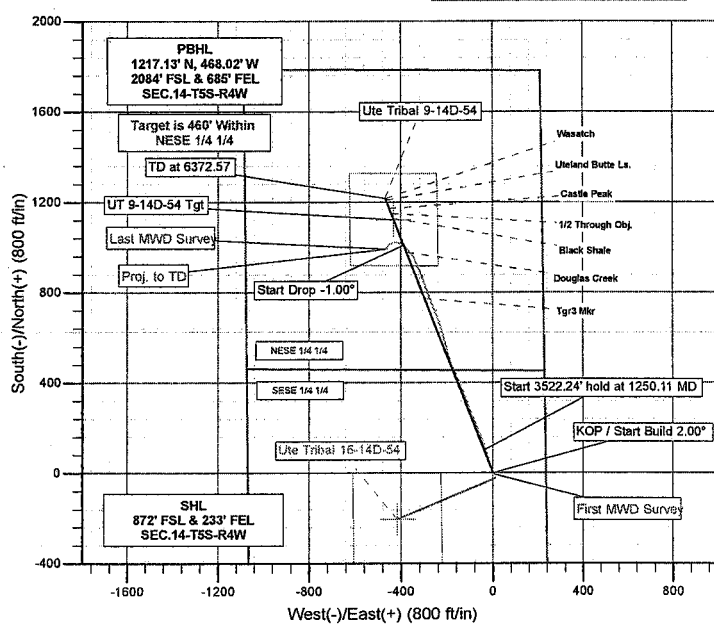 2000
1600
1200
800
400
0
-400
South(-)/North(+) (800 ft/in)
PBHL
1217.13' N, 468.02' W
2084' FSL & 685' FEL
SEC.14-T5S-R4W
Target is 460' Within
NESE 1/4 1/4
TD at 6372.57
UT 9-14D-54 Tgt
Last MWD Survey
Proj. to TD
Start Drop -1.00°
Ute Tribal 9-14D-54
Wasatch
Uteland Butte Ls.
Castle Peak
1/2 Through Obj.
Black Shale
Douglas Creek
Tgr3 Mkr
NESE 1/4 1/4
SESE 1/4 1/4
Start 3522.24' hold at 1250.11 MD
KOP / Start Build 2.00°
Ute Tribal 16-14D-54
First MWD Survey
SHL
872' FSL & 233' FEL
SEC.14-T5S-R4W
-1600
-1200
-800
-400
0
400
800
West(-)/East(+) (800 ft/in)